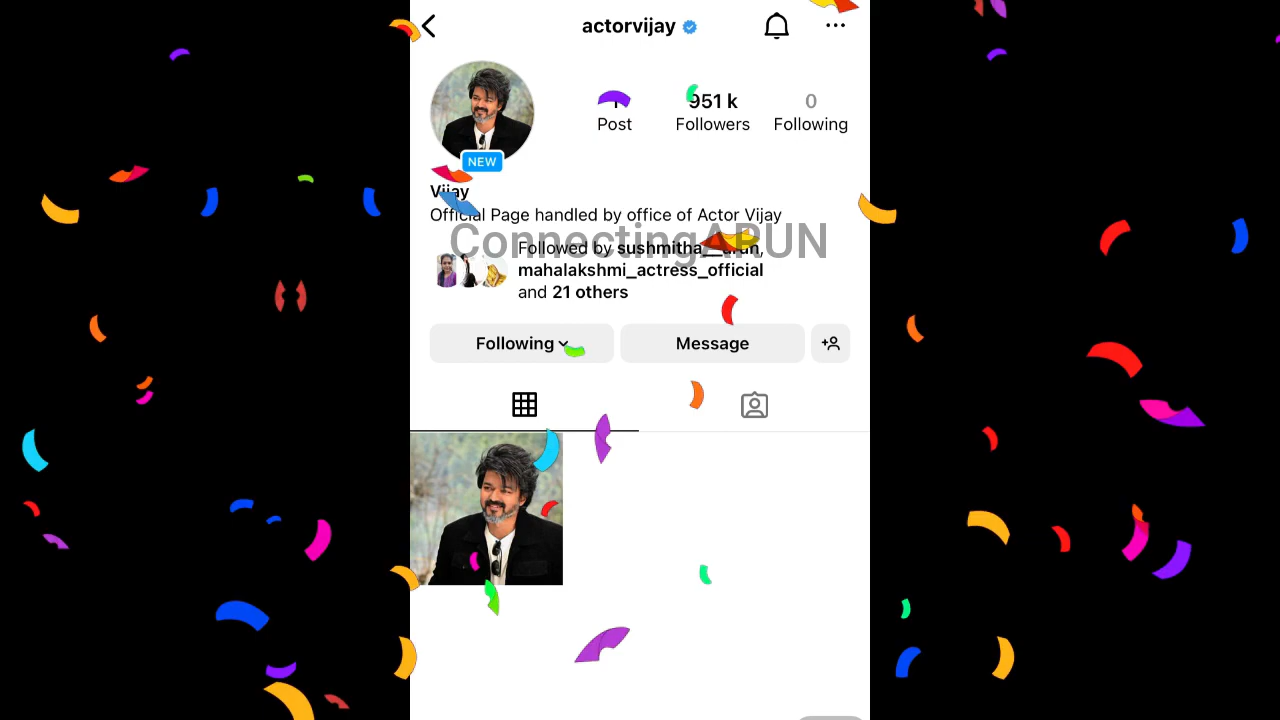 actorvijay
951 k
0
Post
Followers
Following
NEW
Vijay
Official Page handled by office of Actor Vijay
ConnectingARUN
Followed by sushmitha__arun,
mahalakshmi_actress_official
and 21 others
Following
Message